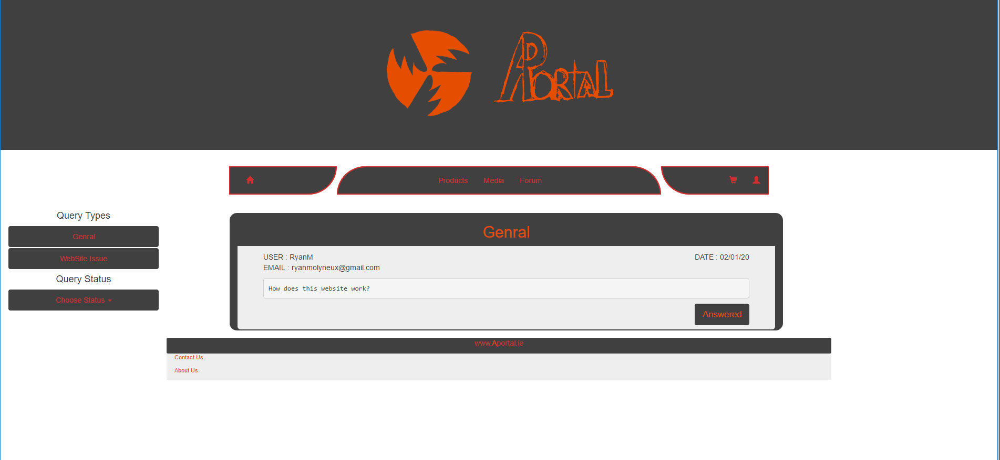 APortal
Products Media Forum
Query Types
Genral
WebSite Issue
Query Status
Choose Status
Genral
USER : RyanM DATE : 02/01/20
EMAIL : ryanmolyneux@gmail.com
How does this website work?
Answered
www.Aportal.ie
Contact Us.
About Us.